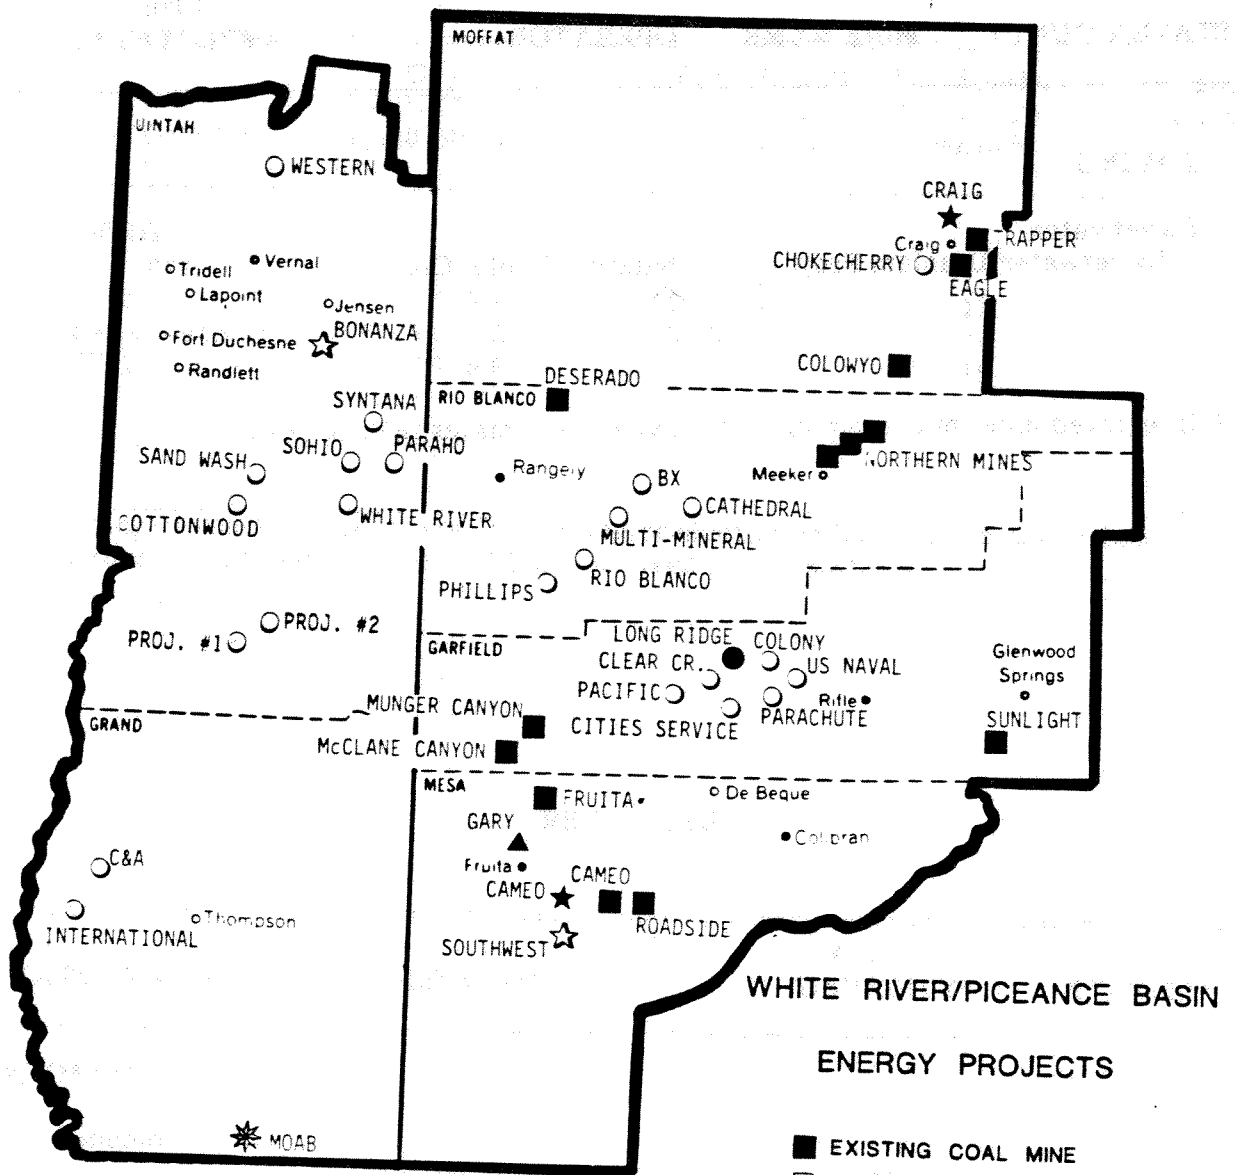 MOFFAT
UINTAH
WESTERN
CRAIG
Craig
TRAPPER
CHOKECHERRY
EAGLE
Vernal
Tridell
Lapoint
Jensen
BONANZA
Fort Duchesne
Randlett
COLOWYO
DESERADO
RIO BLANCO
SYNTANA
SOHIO
PARAHO
SAND WASH
Rangely
BX
Meeker
NORTHERN MINES
COTTONWOOD
WHITE RIVER
CATHEDRAL
MULTI-MINERAL
RIO BLANCO
PHILLIPS
PROJ. #1
PROJ. #2
GARFIELD
LONG RIDGE
COLONY
CLEAR CR.
US NAVAL
Glenwood
Springs
PACIFIC
Rifle
MUNGER CANYON
CITIES SERVICE
PARACHUTE
SUNLIGHT
GRAND
McCLANE CANYON
MESA
FRUITA
De Beque
GARY
Collbran
C&A
Fruita
CAMEO
CAMEO
Thompson
ROADSIDE
INTERNATIONAL
SOUTHWEST
WHITE RIVER/PICEANCE BASIN
ENERGY PROJECTS
MOAB
EXISTING COAL MINE